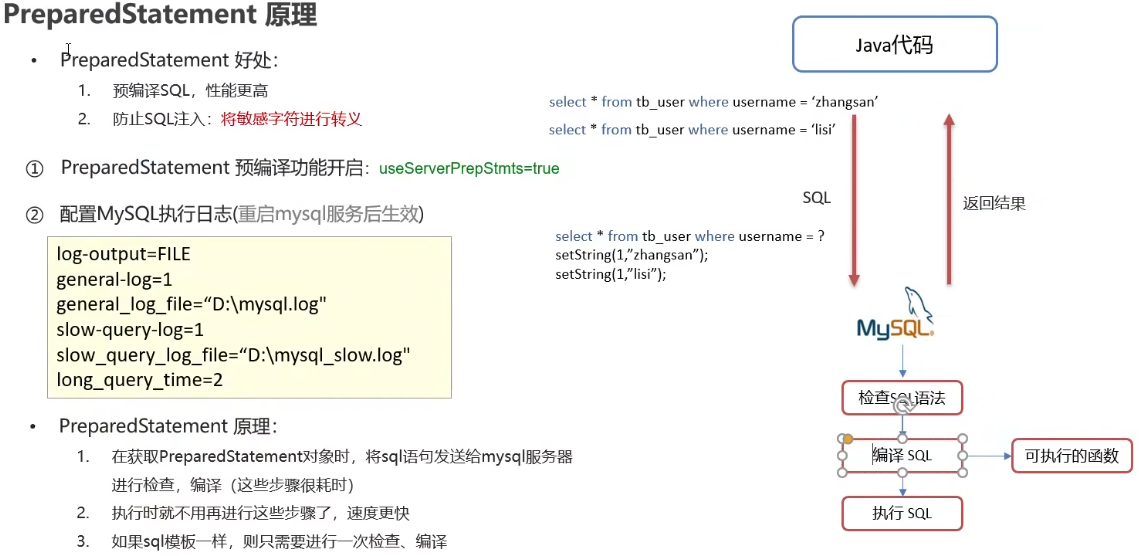 PreparedStatement 原理
• PreparedStatement 好处：
1. 预编译SQL，性能更高
2. 防止SQL注入：将敏感字符进行转义
① PreparedStatement 预编译功能开启：useServerPrepStmts=true
② 配置MySQL执行日志(重启mysql服务后生效)
log-output=FILE
general-log=1
general_log_file=“D:\mysql.log"
slow-query-log=1
slow_query_log_file=“D:\mysql_slow.log"
long_query_time=2
• PreparedStatement 原理：
1. 在获取PreparedStatement对象时，将sql语句发送给mysql服务器
进行检查，编译（这些步骤很耗时）
2. 执行时就不用再进行这些步骤了，速度更快
3. 如果sql模板一样，则只需要进行一次检查、编译
Java代码
select * from tb_user where username = ‘zhangsan’
select * from tb_user where username = ‘lisi’
SQL
返回结果
select * from tb_user where username = ?
setString(1,”zhangsan”);
setString(1,”lisi”);
MySQL
检查SQL语法
编译 SQL
可执行的函数
执行 SQL